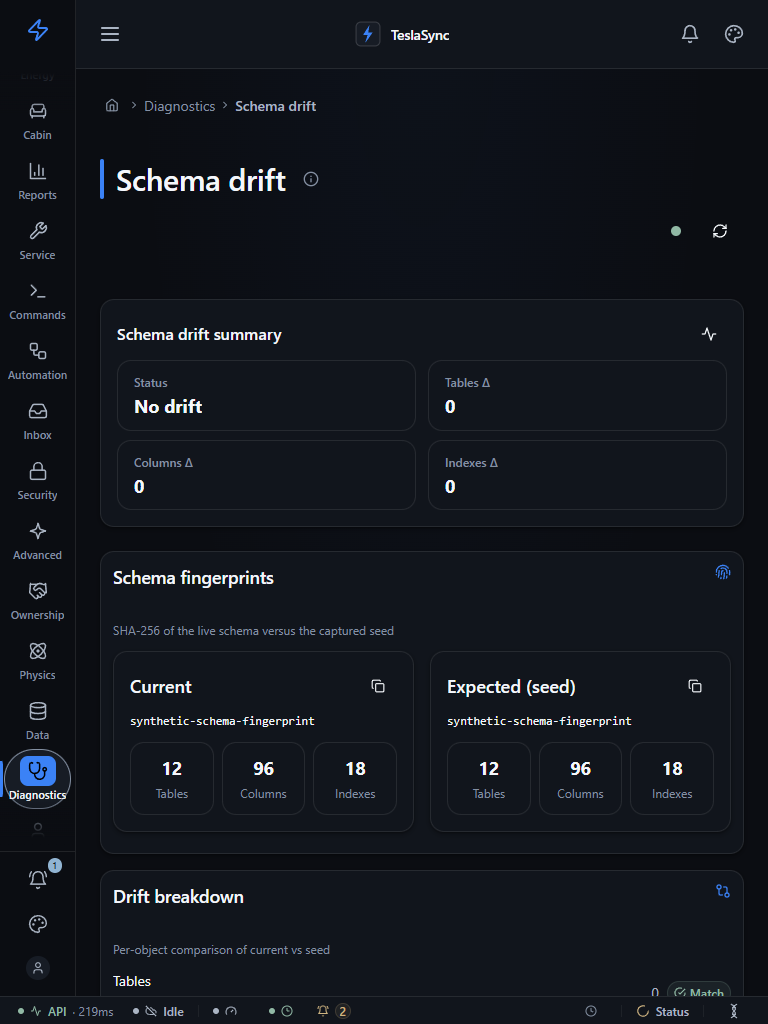 TeslaSync
Diagnostics
Schema drift
Schema drift
Energy
Cabin
Reports
Service
Commands
Automation
Inbox
Security
Advanced
Ownership
Physics
Data
Diagnostics
1
Schema drift summary
Status
No drift
Tables Δ
0
Columns Δ
0
Indexes Δ
0
Schema fingerprints
SHA-256 of the live schema versus the captured seed
Current
synthetic-schema-fingerprint
12
Tables
96
Columns
18
Indexes
Expected (seed)
synthetic-schema-fingerprint
12
Tables
96
Columns
18
Indexes
Drift breakdown
Per-object comparison of current vs seed
Tables
0
Match
API · 219ms
Idle
2
Status